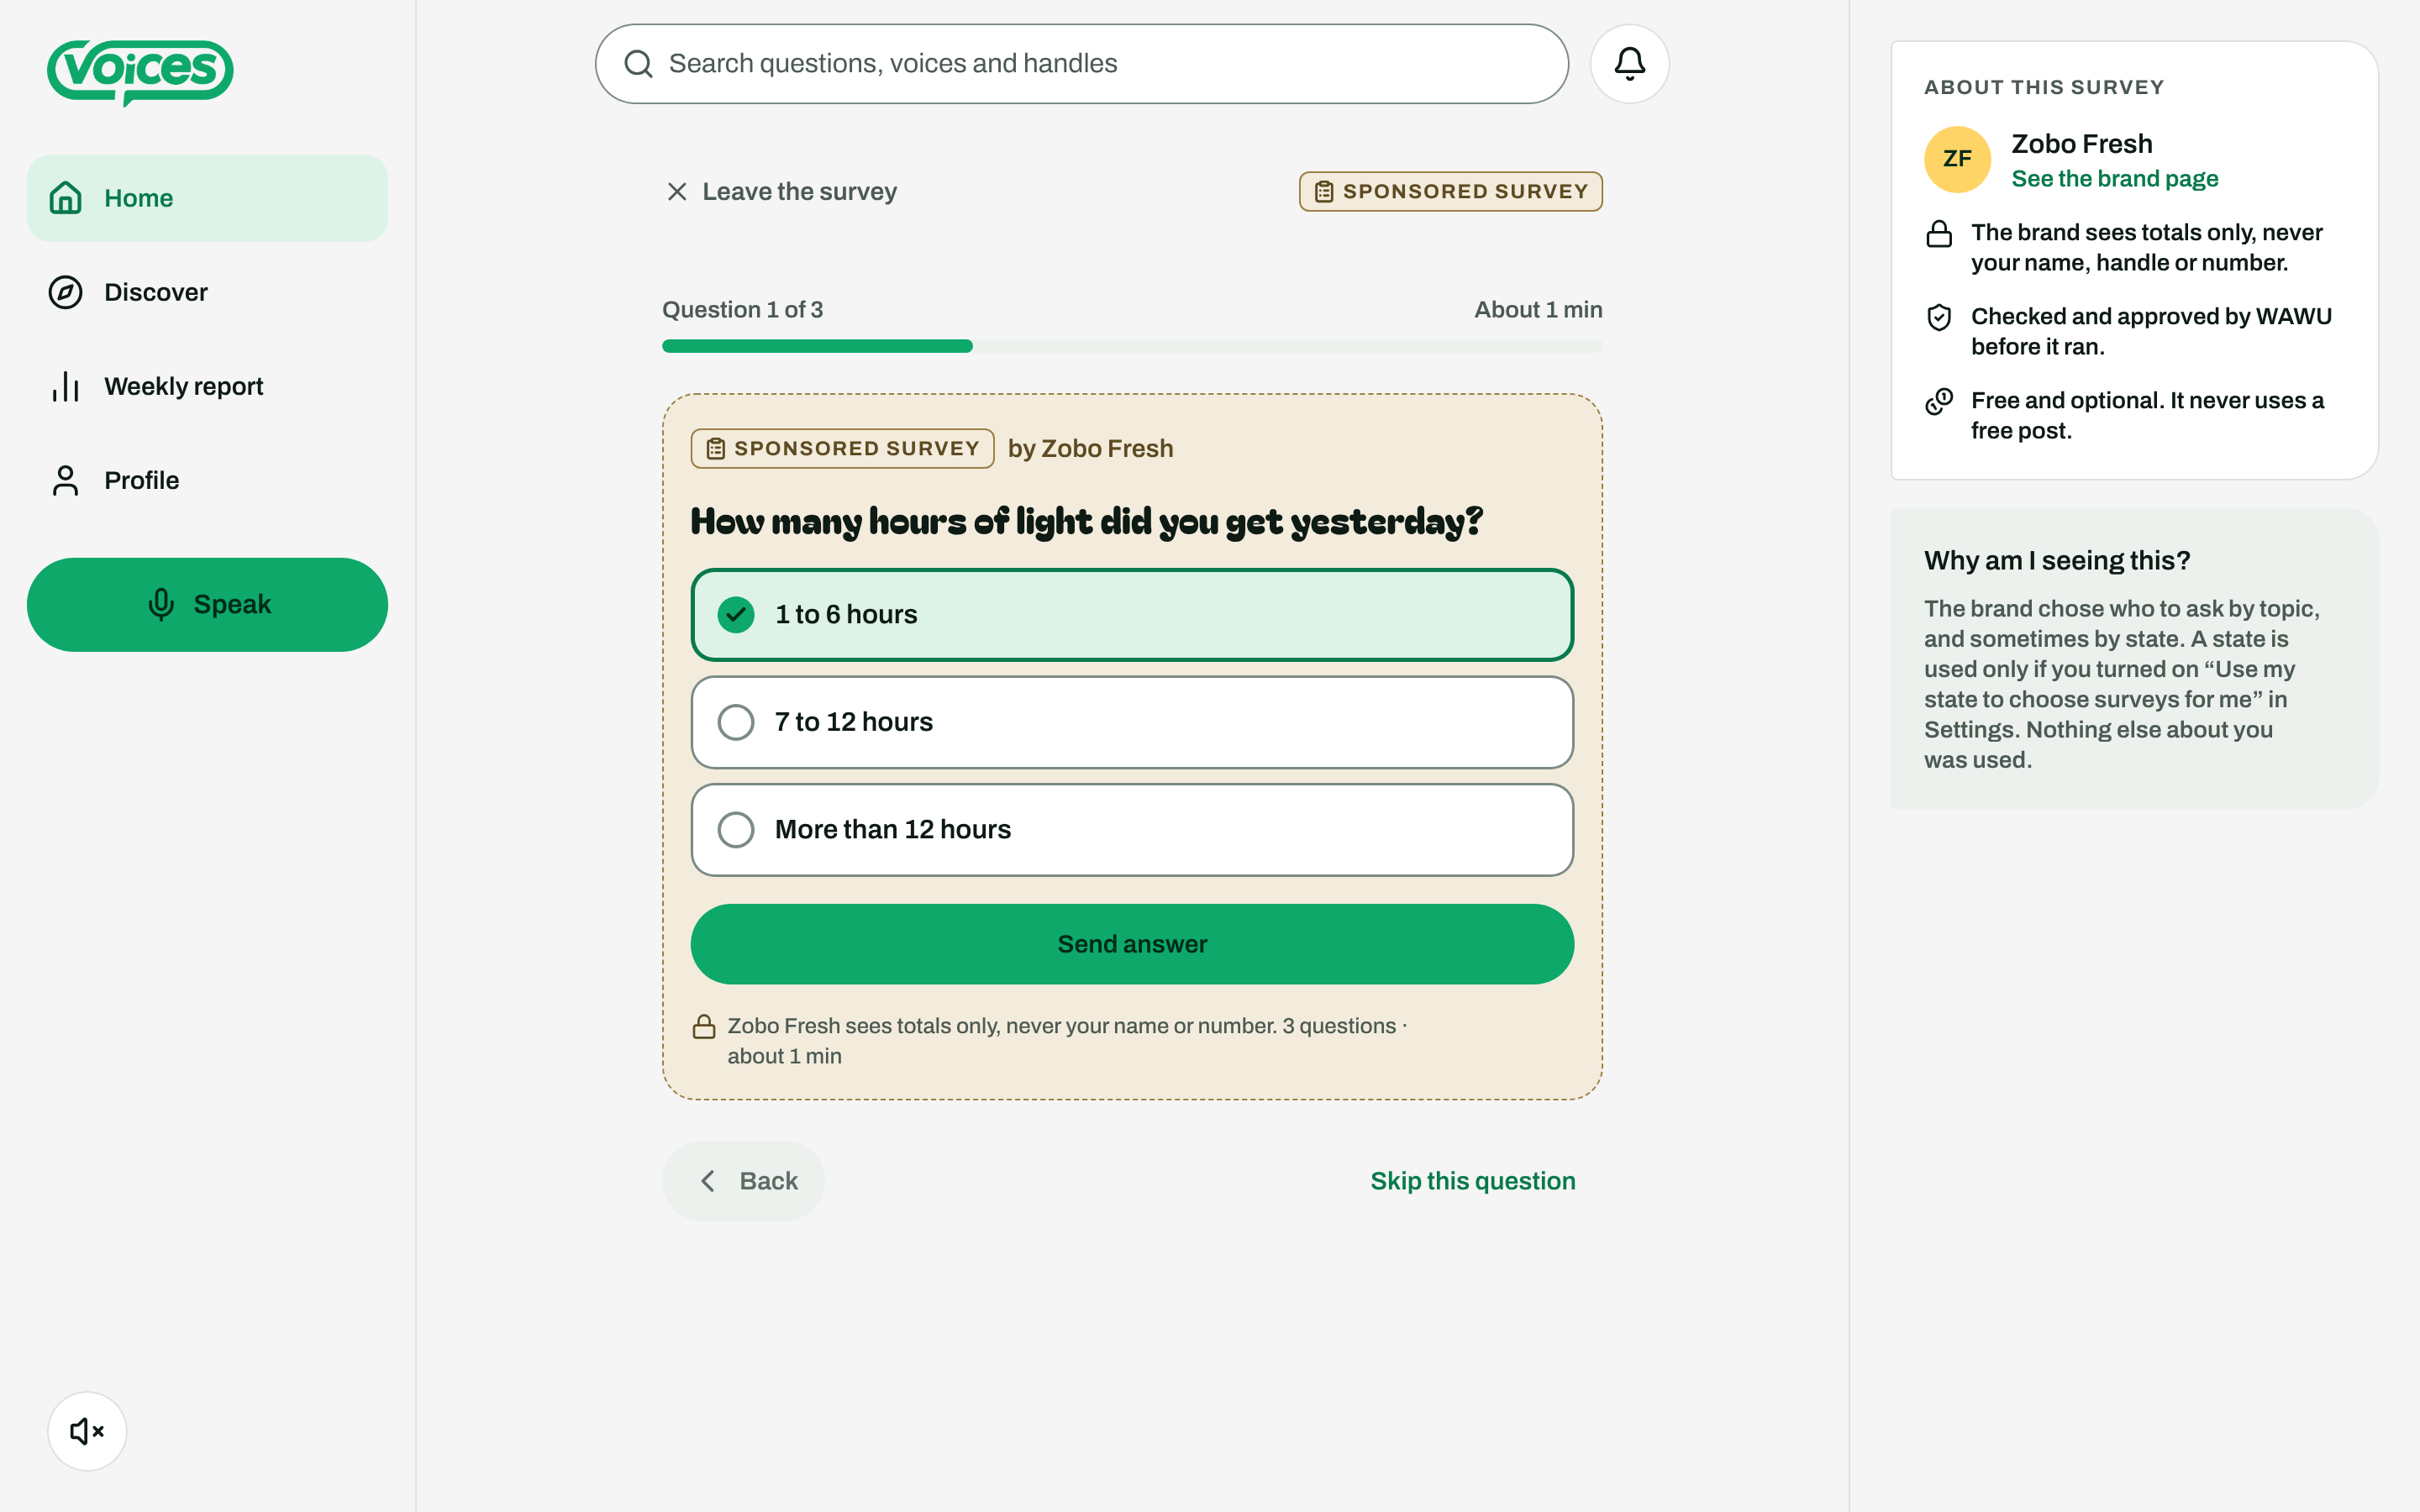 Voices
Home
Discover
Weekly report
Profile
Speak
Search questions, voices and handles
Leave the survey
SPONSORED SURVEY
Question 1 of 3
About 1 min
SPONSORED SURVEY
by Zobo Fresh
How many hours of light did you get yesterday?
1 to 6 hours
7 to 12 hours
More than 12 hours
Send answer
Zobo Fresh sees totals only, never your name or number. 3 questions ·
about 1 min
Back
Skip this question
ABOUT THIS SURVEY
ZF
Zobo Fresh
See the brand page
The brand sees totals only, never
your name, handle or number.
Checked and approved by WAWU
before it ran.
Free and optional. It never uses a
free post.
Why am I seeing this?
The brand chose who to ask by topic,
and sometimes by state. A state is
used only if you turned on “Use my
state to choose surveys for me” in
Settings. Nothing else about you
was used.